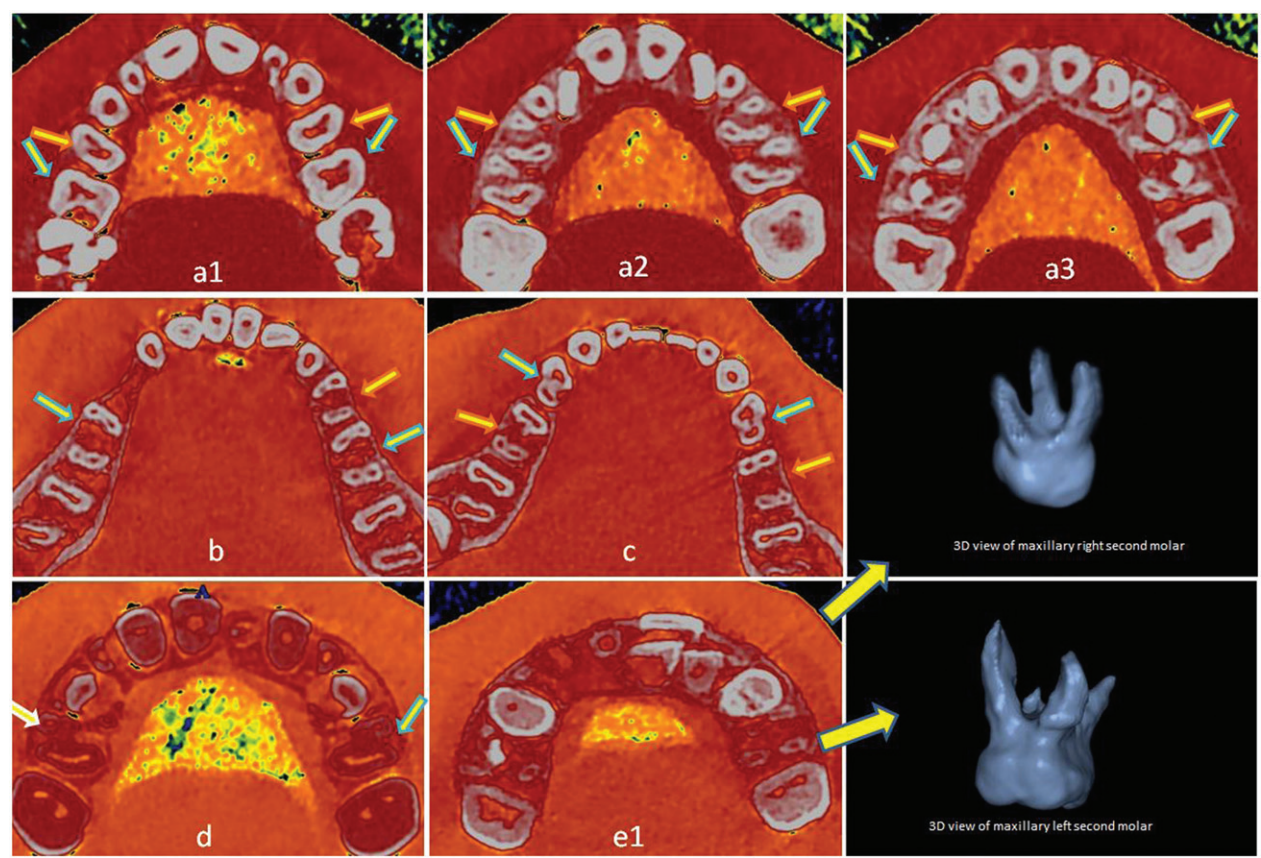 a1
a2
a3
b
c
3D view of maxillary right second molar
d
e1
3D view of maxillary left second molar